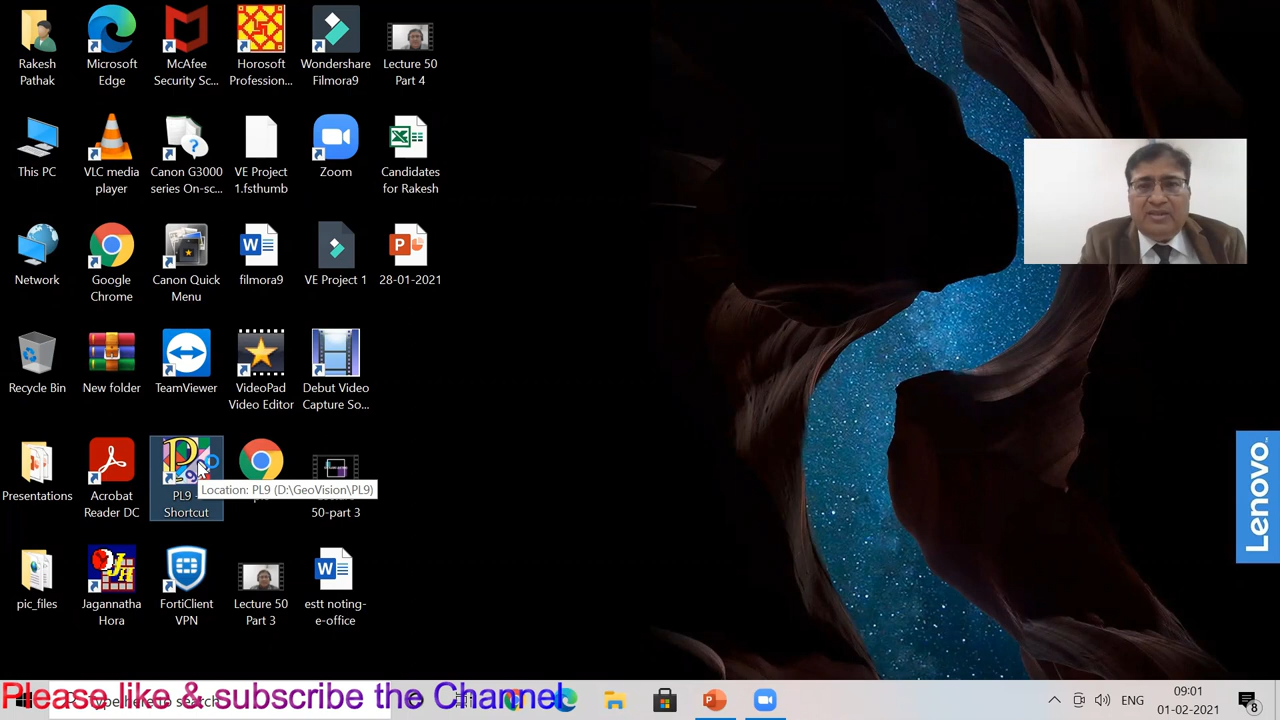 Rakesh
Pathak
Microsoft
Edge
McAfee
Security Sc...
Horosoft
Profession...
Wondershare
Filmora9
Lecture 50
Part 4
This PC
VLC media
player
Canon G3000
series On-sc...
VE Project
1.fsthumb
Zoom
Candidates
for Rakesh
Network
Google
Chrome
Canon Quick
Menu
filmora9
VE Project 1
28-01-2021
Recycle Bin
New folder
TeamViewer
VideoPad
Video Editor
Debut Video
Capture So...
Presentations
Acrobat
Reader DC
PL9
Shortcut
Location: PL9 (D:\GeoVision\PL9)
50-part 3
pic_files
Jagannatha
Hora
FortiClient
VPN
Lecture 50
Part 3
estt noting-
e-office
Lenovo
Please like & subscribe the Channel
Type here to search
ENG
09:01
01-02-2021
8